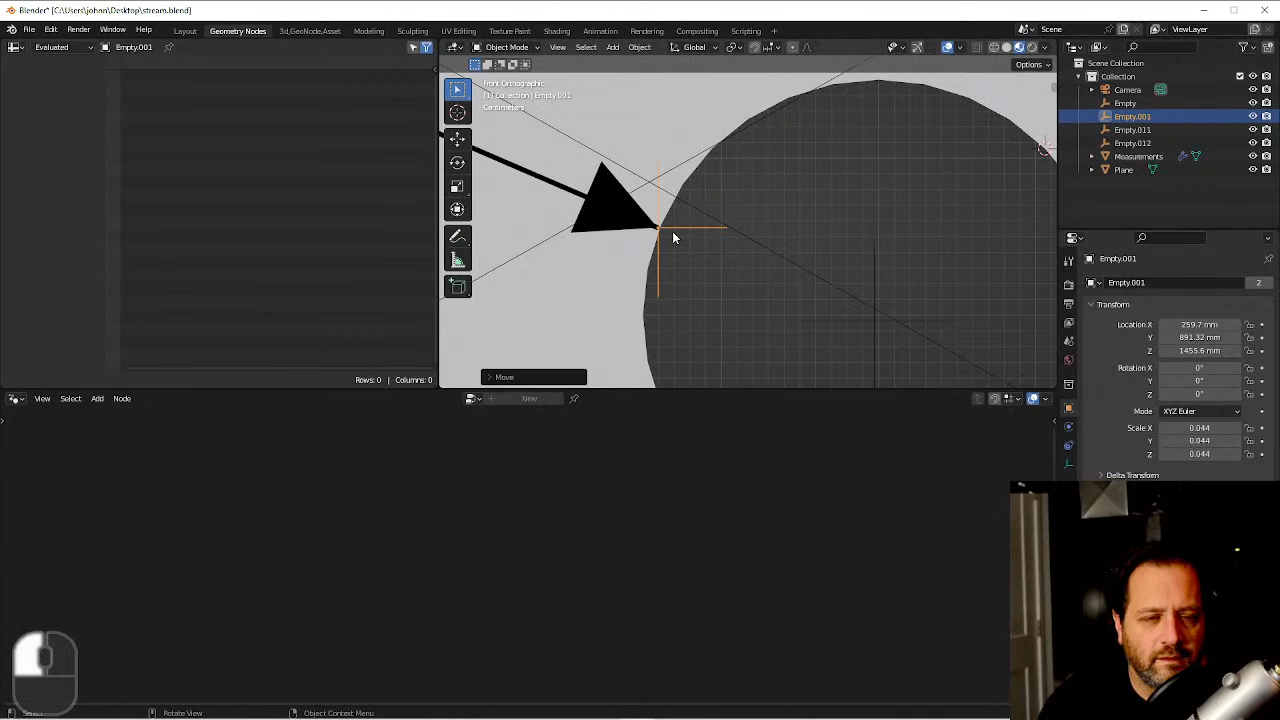 Blender* [C:\Users\johnn\Desktop\stream.blend]
File Edit Render Window Help Layout Geometry Nodes 3d,GeoNode,Asset Modeling Sculpting UV Editing Texture Paint Shading Animation Rendering Compositing Scripting + Scene ViewLayer
Evaluated Empty.001 Object Mode View Select Add Object Global
Options
Front Orthographic
(1) Collection | Empty.001
Centimeters
Scene Collection
Collection
Camera
Empty
Empty.001
Empty.011
Empty.012
Measurements
Plane
Empty.001
Empty.001 2
Transform
Location X 259.7 mm
Y 891.32 mm
Z 1455.6 mm
Rotation X 0°
Y 0°
Z 0°
Mode XYZ Euler
Scale X 0.044
Y 0.044
Z 0.044
Delta Transform
Rows: 0 | Columns: 0
Move
View Select Add Node New
Select Rotate View Object Context Menu